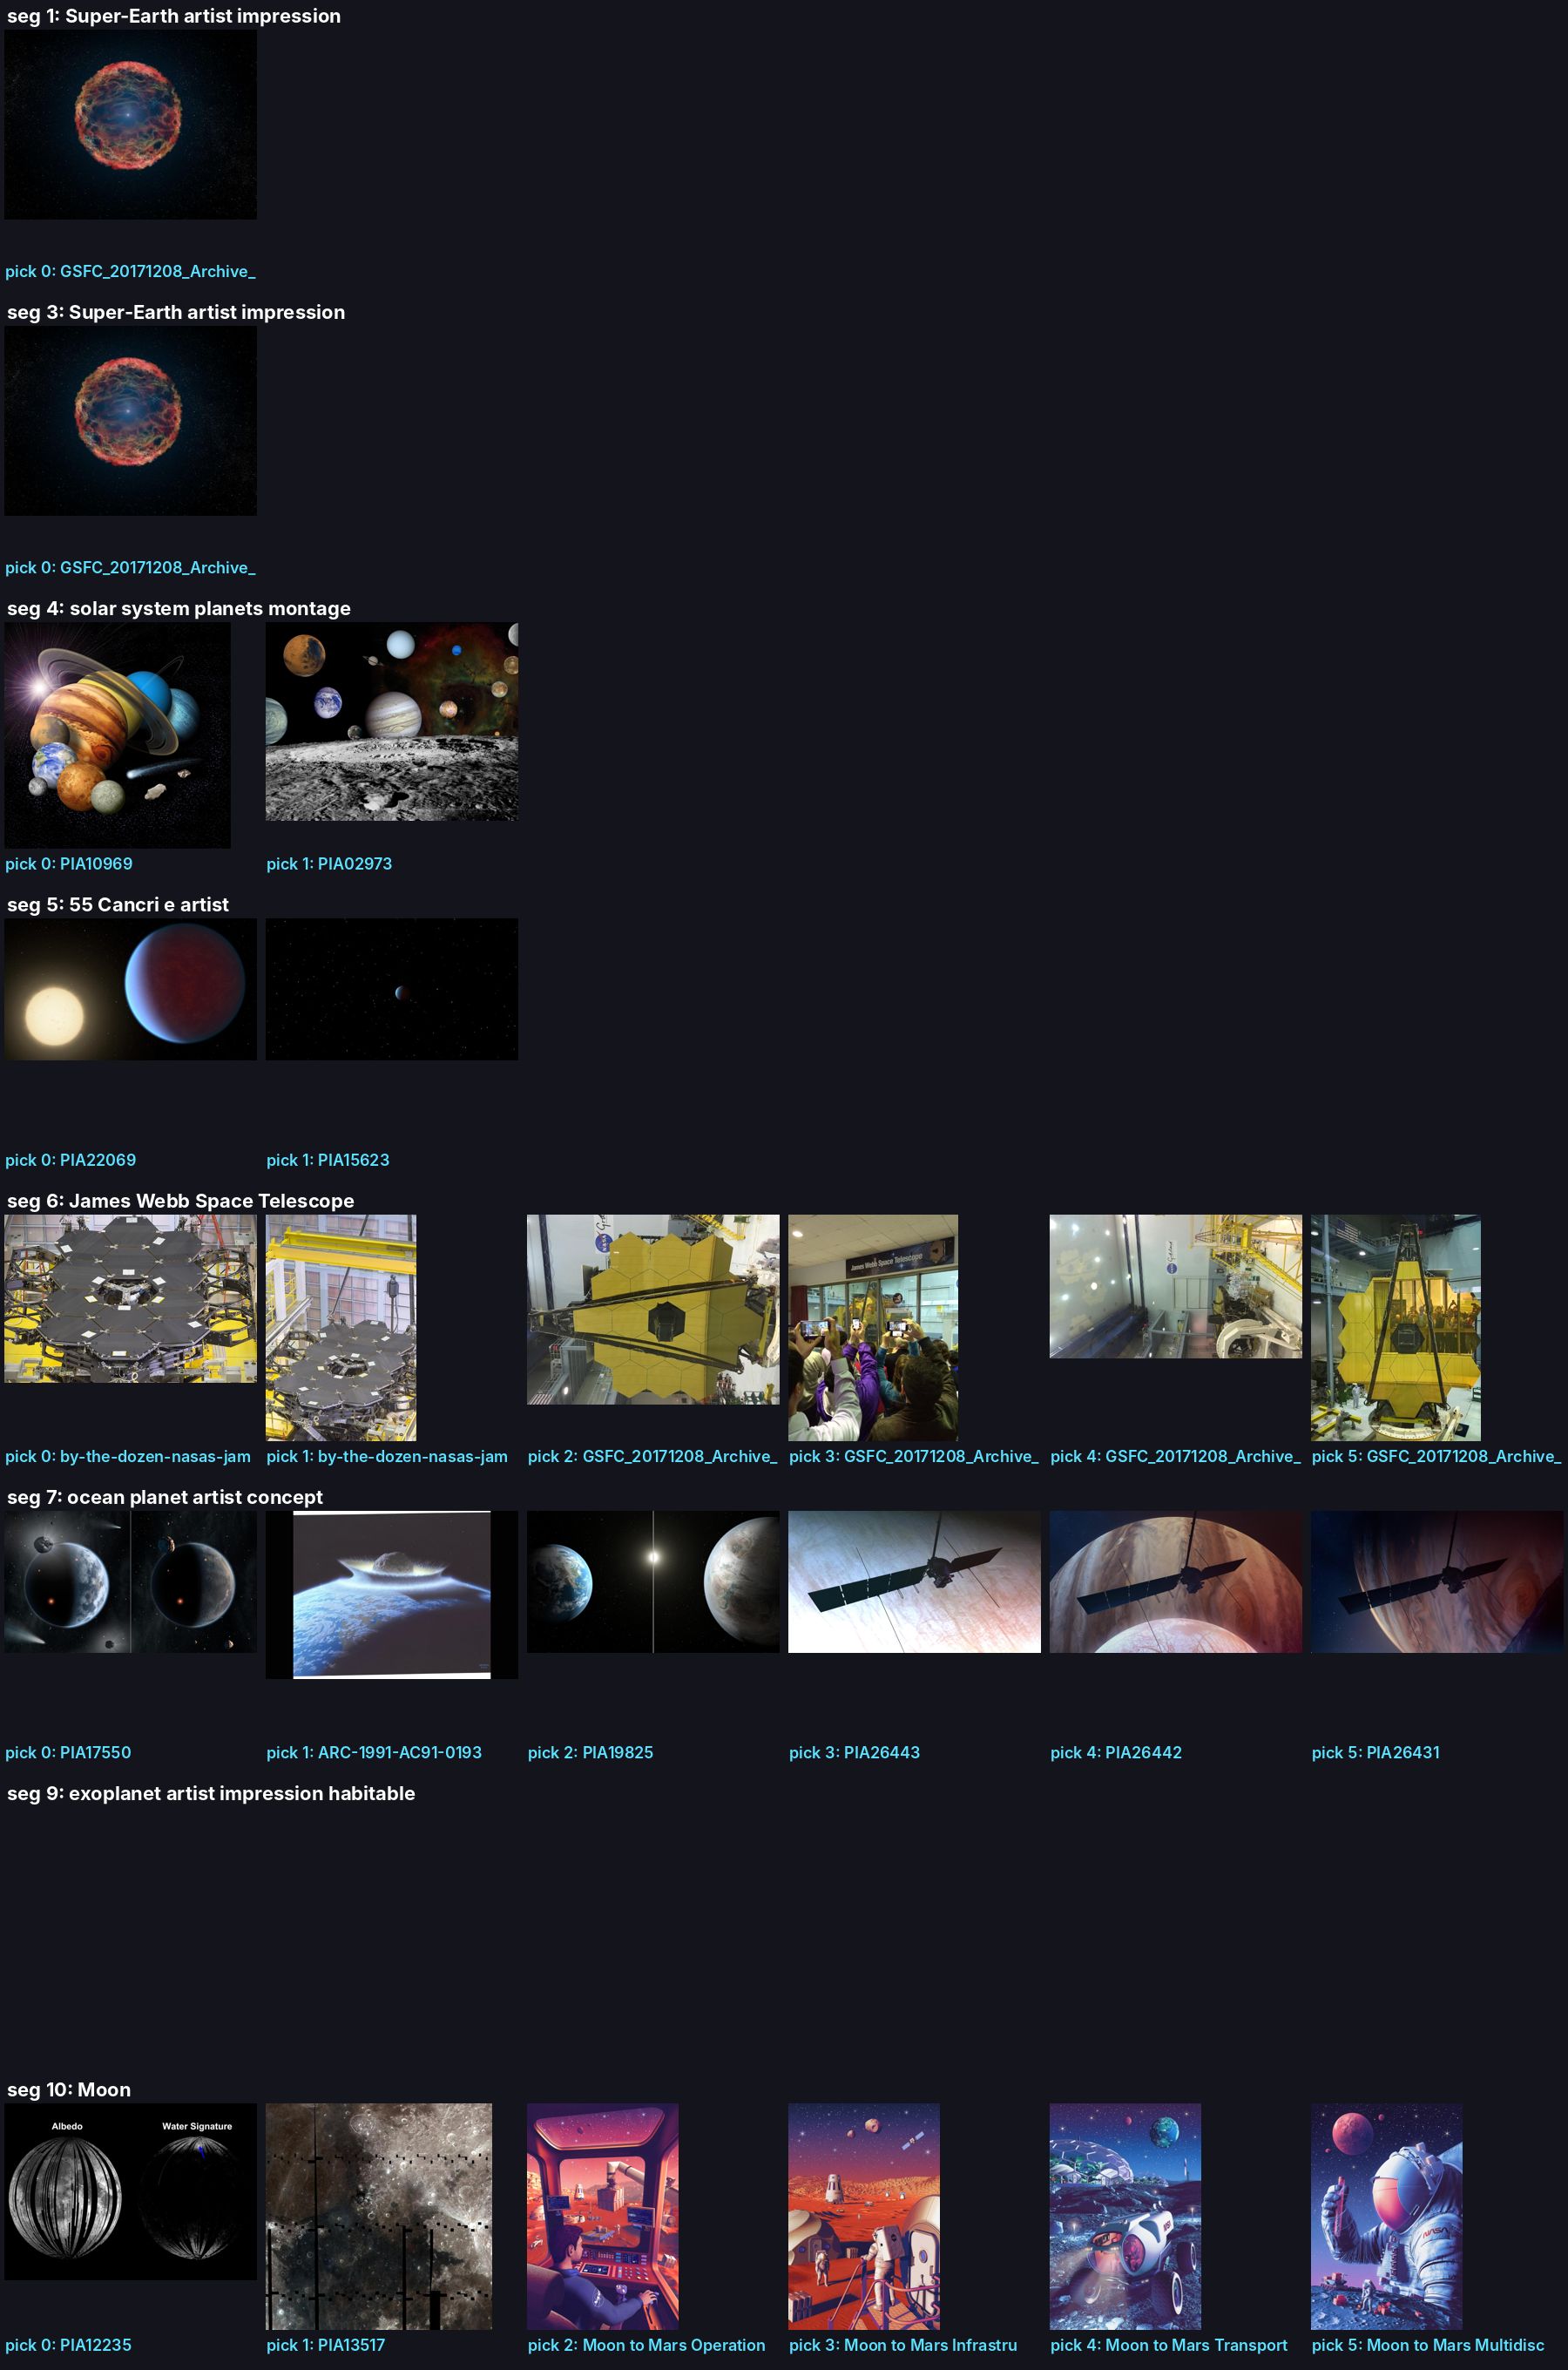 seg 1: Super-Earth artist impression
pick 0: GSFC_20171208_Archive_
seg 3: Super-Earth artist impression
pick 0: GSFC_20171208_Archive_
seg 4: solar system planets montage
pick 0: PIA10969
pick 1: PIA02973
seg 5: 55 Cancri e artist
pick 0: PIA22069
pick 1: PIA15623
seg 6: James Webb Space Telescope
James Webb Space Telescope
pick 0: by-the-dozen-nasas-jam
pick 1: by-the-dozen-nasas-jam
pick 2: GSFC_20171208_Archive_
pick 3: GSFC_20171208_Archive_
pick 4: GSFC_20171208_Archive_
pick 5: GSFC_20171208_Archive_
seg 7: ocean planet artist concept
pick 0: PIA17550
pick 1: ARC-1991-AC91-0193
pick 2: PIA19825
pick 3: PIA26443
pick 4: PIA26442
pick 5: PIA26431
seg 9: exoplanet artist impression habitable
seg 10: Moon
Albedo
Water Signature
NASA
pick 0: PIA12235
pick 1: PIA13517
pick 2: Moon to Mars Operation
pick 3: Moon to Mars Infrastru
pick 4: Moon to Mars Transport
pick 5: Moon to Mars Multidisc